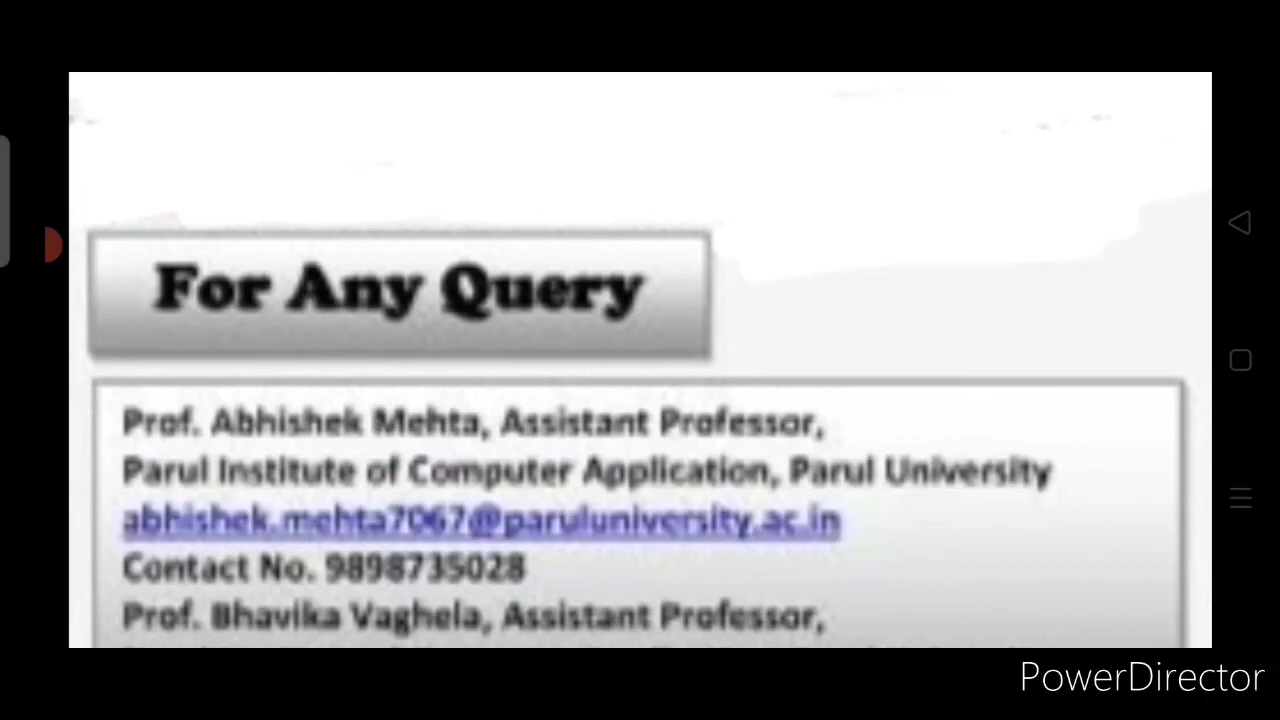 For Any Query
Prof. Abhishek Mehta, Assistant Professor,
Parul Institute of Computer Application, Parul University
abhishek.mehta7067@paruluniversity.ac.in
Contact No. 9898735028
Prof. Bhavika Vaghela, Assistant Professor,
PowerDirector